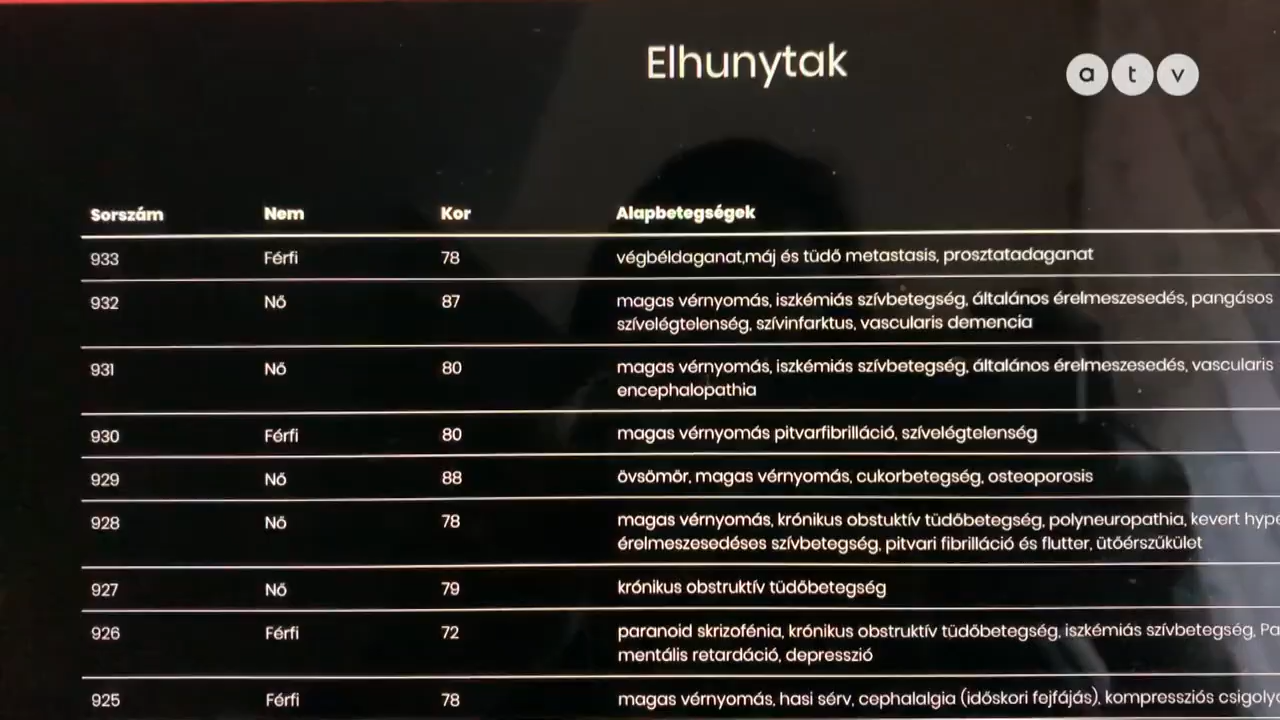 Elhunytak
a t v
Sorszám Nem Kor Alapbetegségek
933 Férfi 78 végbéldaganat,máj és tüdő metastasis, prosztatadaganat
932 Nő 87 magas vérnyomás, iszkémiás szívbetegség, általános érelmeszesedés, pangásos
szívelégtelenség, szívinfarktus, vascularis demencia
931 Nő 80 magas vérnyomás, iszkémiás szívbetegség, általános érelmeszesedés, vascularis
encephalopathia
930 Férfi 80 magas vérnyomás pitvarfibrilláció, szívelégtelenség
929 Nő 88 övsömör, magas vérnyomás, cukorbetegség, osteoporosis
928 Nő 78 magas vérnyomás, krónikus obstuktív tüdőbetegség, polyneuropathia, kevert
érelmeszesedéses szívbetegség, pitvari fibrilláció és flutter, ütőérszűkület
927 Nő 79 krónikus obstruktív tüdőbetegség
926 Férfi 72 paranoid skrizofénia, krónikus obstruktív tüdőbetegség, iszkémiás szívbetegség,
mentális retardáció, depresszió
925 Férfi 78 magas vérnyomás, hasi sérv, cephalalgia (időskori fejfájás), kompressziós